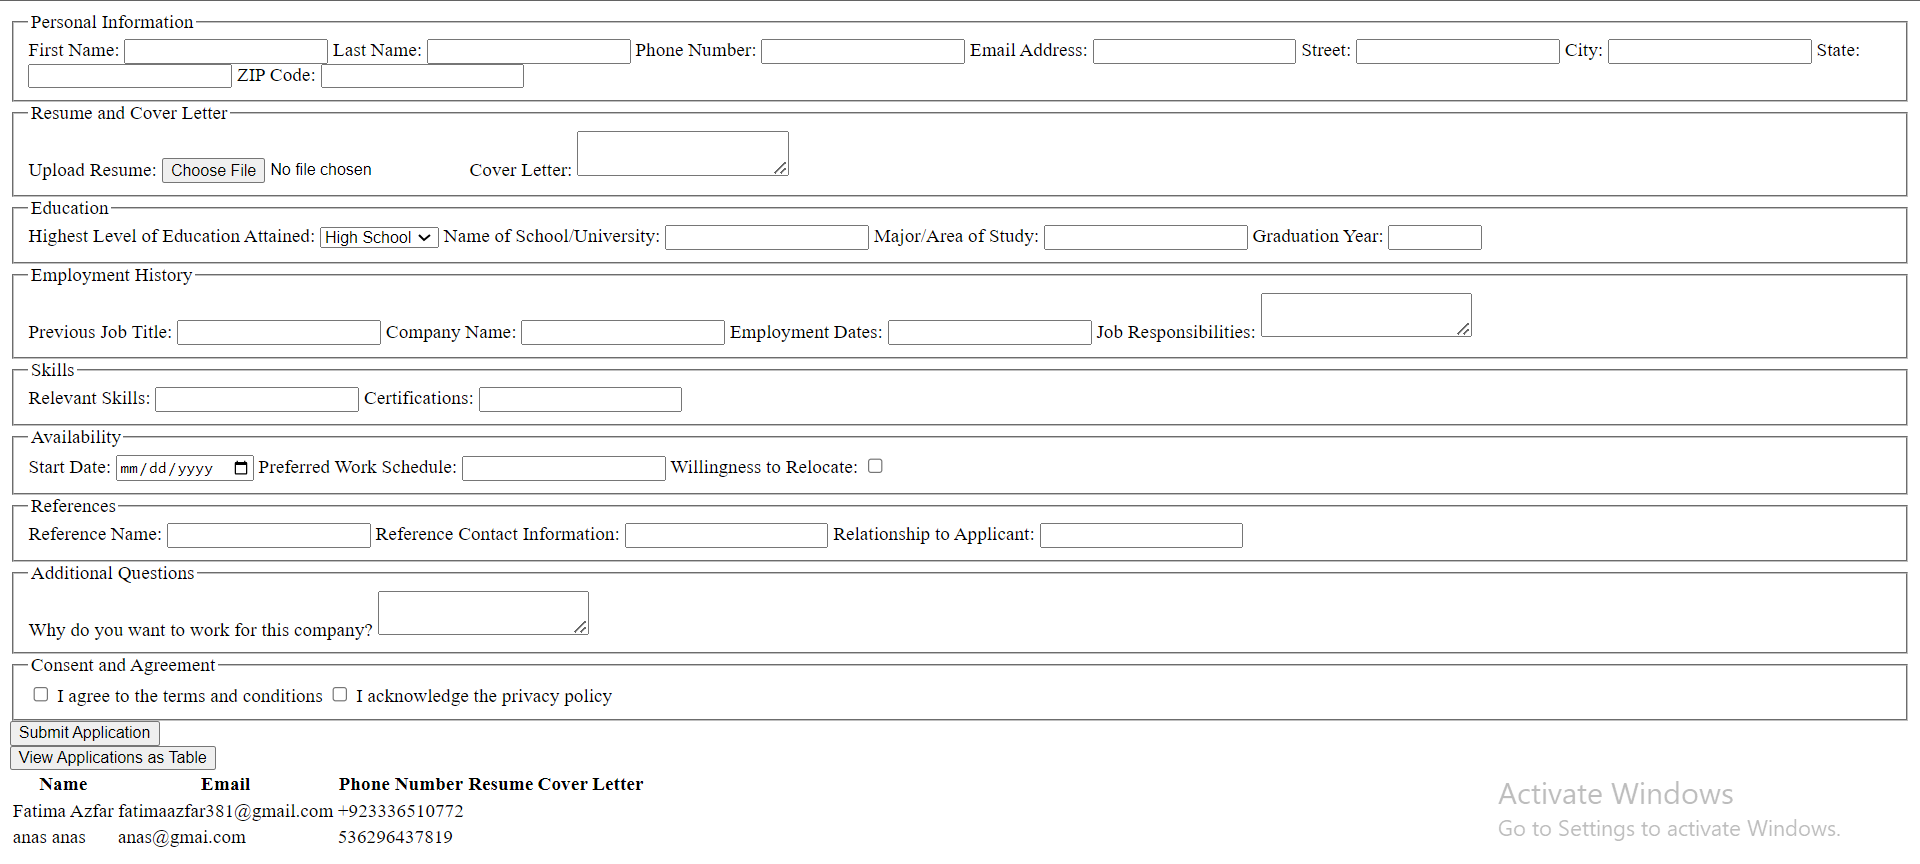 Personal Information
First Name: Last Name: Phone Number: Email Address: Street: City: State:
ZIP Code:
Resume and Cover Letter
Upload Resume: Choose File No file chosen Cover Letter:
Education
Highest Level of Education Attained: High School Name of School/University: Major/Area of Study: Graduation Year:
Employment History
Previous Job Title: Company Name: Employment Dates: Job Responsibilities:
Skills
Relevant Skills: Certifications:
Availability
Start Date: mm/dd/yyyy Preferred Work Schedule: Willingness to Relocate:
References
Reference Name: Reference Contact Information: Relationship to Applicant:
Additional Questions
Why do you want to work for this company?
Consent and Agreement
I agree to the terms and conditions I acknowledge the privacy policy
Submit Application
View Applications as Table
Name Email Phone Number Resume Cover Letter
Fatima Azfar fatimaazfar381@gmail.com +923336510772
anas anas anas@gmai.com 536296437819
Activate Windows
Go to Settings to activate Windows.